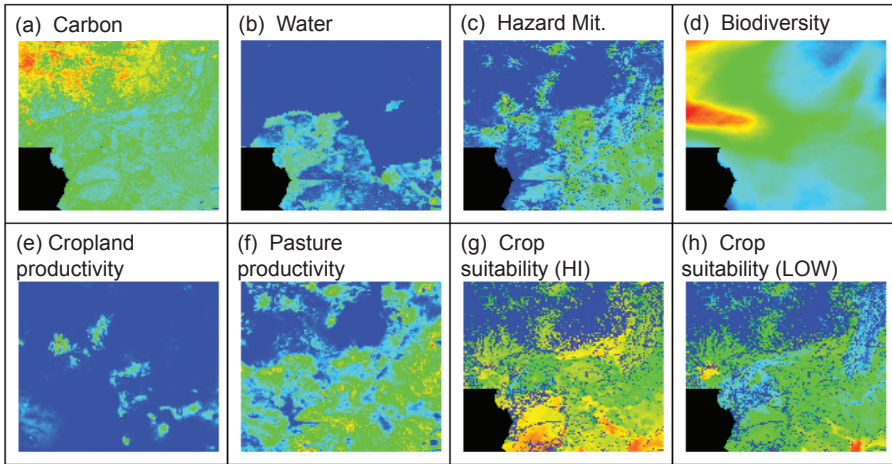 (a) Carbon
(b) Water
(c) Hazard Mit.
(d) Biodiversity
(e) Cropland
productivity
(f) Pasture
productivity
(g) Crop
suitability (HI)
(h) Crop
suitability (LOW)